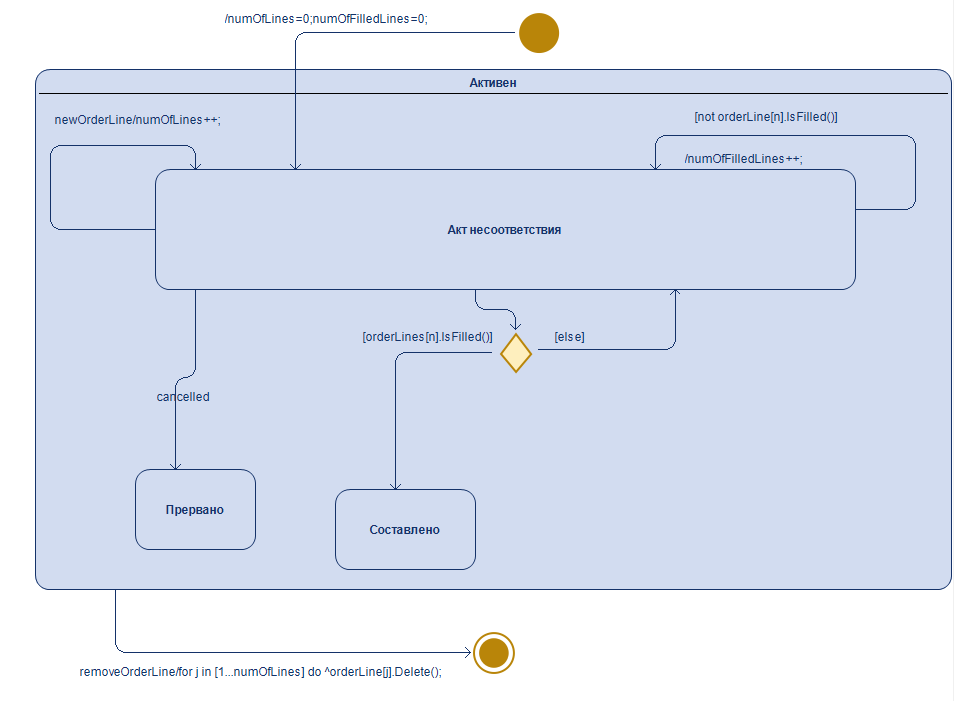 /numOfLines=0;numOfFilledLines=0;
Активен
newOrderLine/numOfLines++;
[not orderLine[n].IsFilled()]
/numOfFilledLines++;
Акт несоответствия
[orderLines[n].IsFilled()]
[else]
cancelled
Прервано
Составлено
removeOrderLine/for j in [1...numOfLines] do ^orderLine[j].Delete();